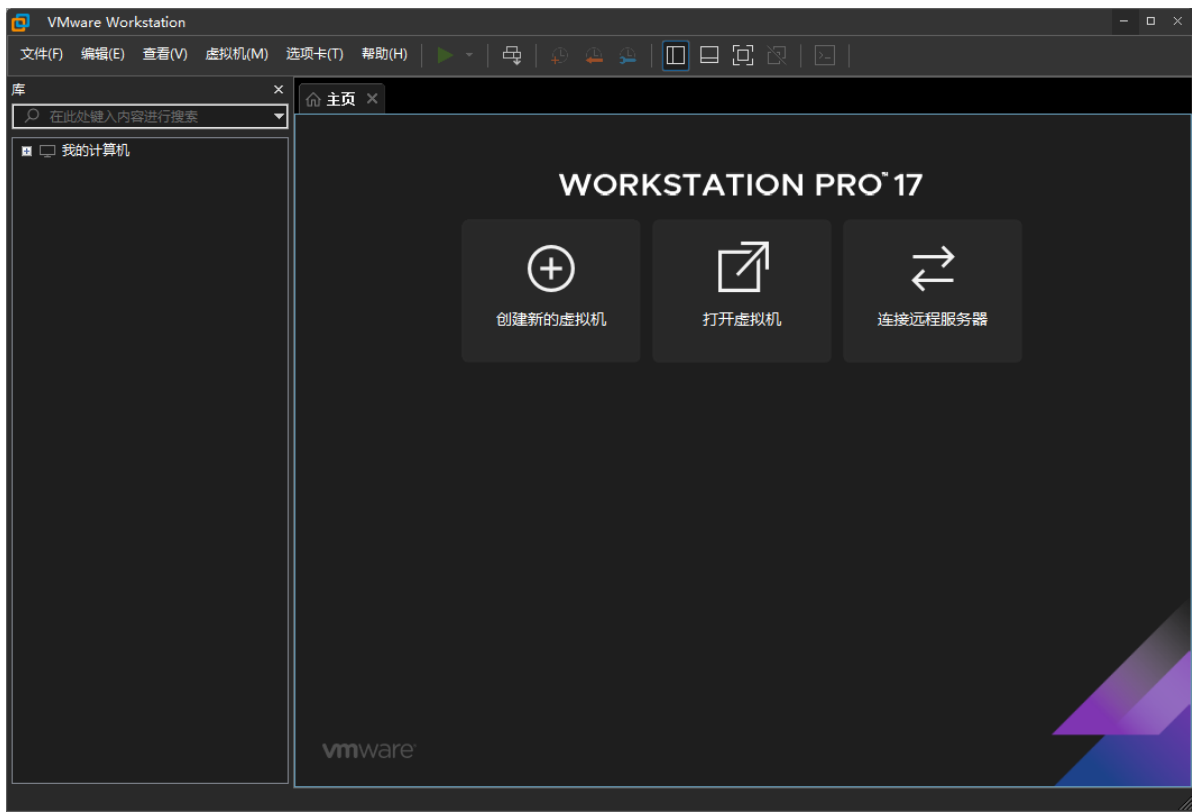 VMware Workstation
文件(F) 编辑(E) 查看(V) 虚拟机(M) 选项卡(T) 帮助(H)
库
在此处键入内容进行搜索
我的计算机
主页
WORKSTATION PRO™ 17
创建新的虚拟机 打开虚拟机 连接远程服务器
vmware